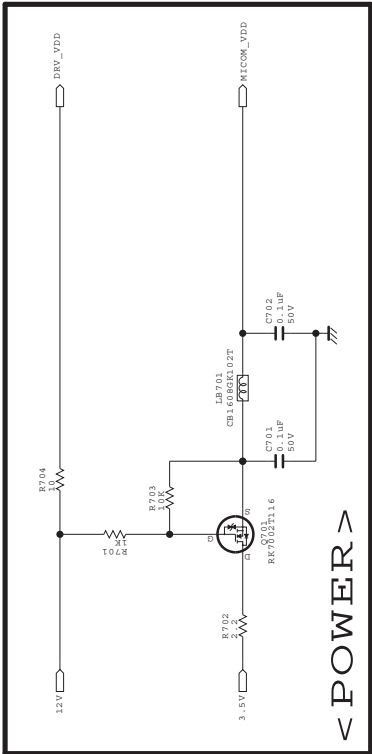 <POWER>
12V
R704
10
DRV_VDD
R701
1K
R703
10K
3.5V
R702
2.2
D
G
S
Q701
RK7002T116
C701
0.1uF
50V
LB701
CB1608GK102T
C702
0.1uF
50V
MICOM_VDD